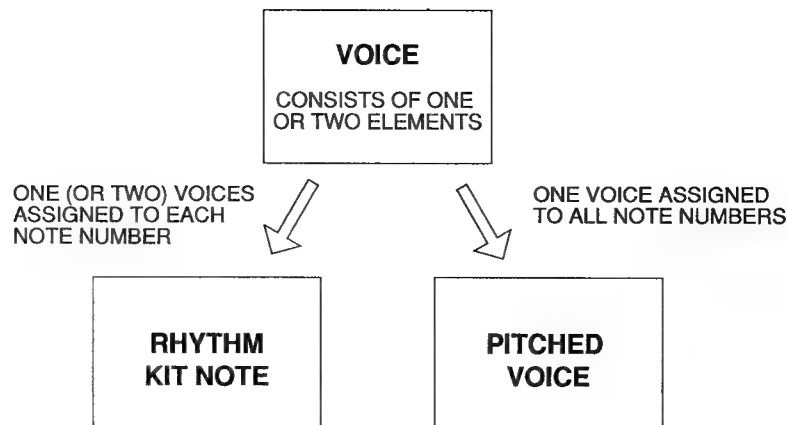 VOICE
CONSISTS OF ONE
OR TWO ELEMENTS
ONE (OR TWO) VOICES
ASSIGNED TO EACH
NOTE NUMBER
ONE VOICE ASSIGNED
TO ALL NOTE NUMBERS
RHYTHM
KIT NOTE
PITCHED
VOICE